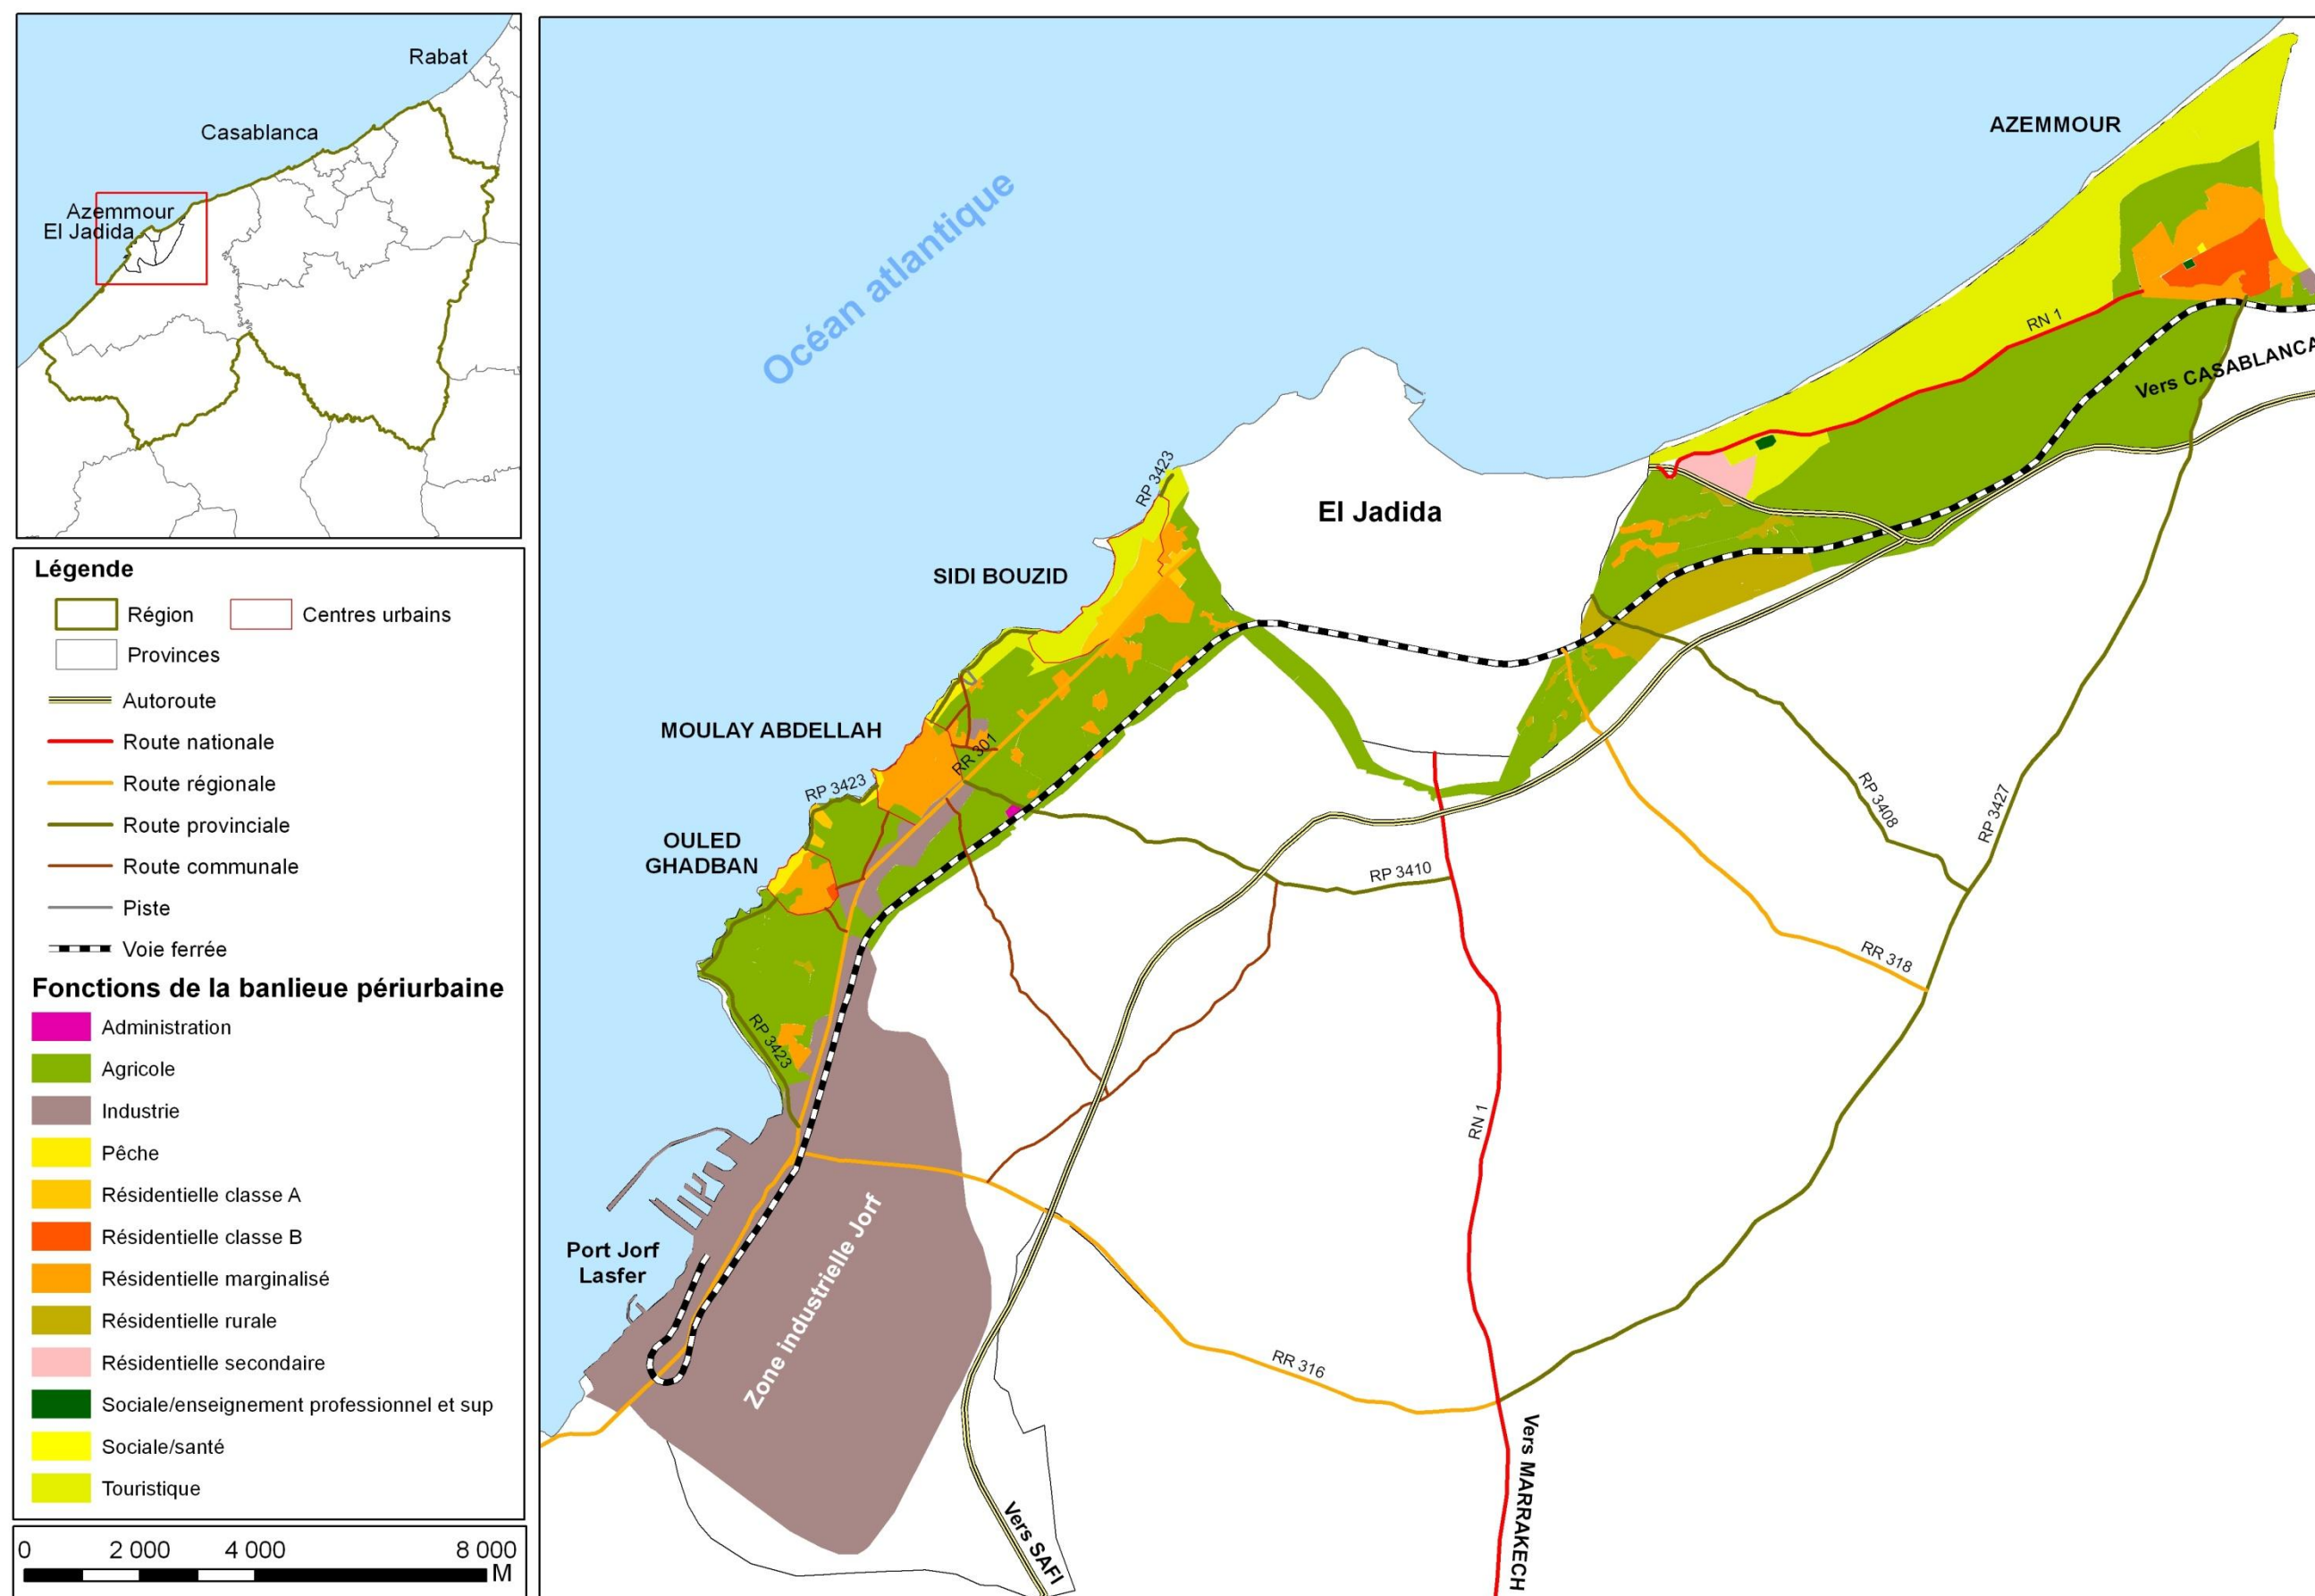 Rabat
Casablanca
Azemmour
El Jadida
Légende
Région
Centres urbains
Provinces
Autoroute
Route nationale
Route régionale
Route provinciale
Route communale
Piste
Voie ferrée
Fonctions de la banlieue périurbaine
Administration
Agricole
Industrie
Pêche
Résidentielle classe A
Résidentielle classe B
Résidentielle marginalisé
Résidentielle rurale
Résidentielle secondaire
Sociale/enseignement professionnel et sup
Sociale/santé
Touristique
0 2 000 4 000 8 000
M
AZEMMOUR
Océan atlantique
RN 1
Vers CASABLANCA
RP 3423
El Jadida
SIDI BOUZID
MOULAY ABDELLAH
RR 301
RP 3423
OULED
GHADBAN
RP 3408
RP 3427
RP 3410
RR 318
RP 3423
RN 1
Zone industrielle Jorf
Port Jorf
Lasfer
RR 316
Vers MARRAKECH
Vers SAFI